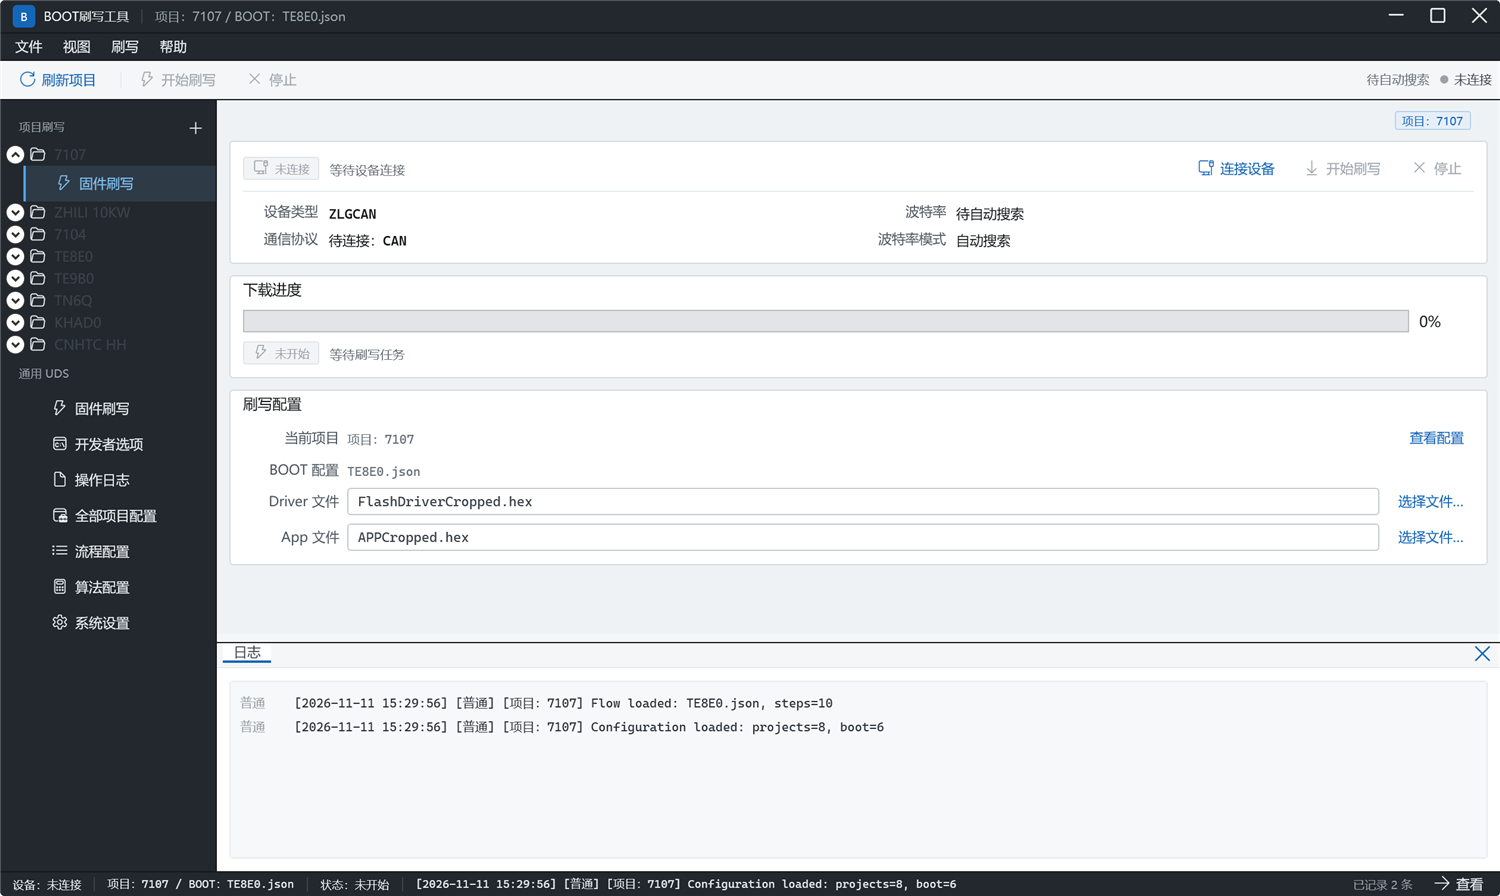 B BOOT刷写工具 项目：7107 / BOOT：TE8E0.json
文件 视图 刷写 帮助
刷新项目 开始刷写 停止 待自动搜索 未连接
项目刷写
7107
固件刷写
ZHILI 10KW
7104
TE8E0
TE9B0
TN6Q
KHAD0
CNHTC HH
通用 UDS
固件刷写
开发者选项
操作日志
全部项目配置
流程配置
算法配置
系统设置
项目：7107
未连接 等待设备连接 连接设备 开始刷写 停止
设备类型 ZLGCAN 波特率 待自动搜索
通信协议 待连接：CAN 波特率模式 自动搜索
下载进度
0%
未开始 等待刷写任务
刷写配置
当前项目 项目：7107 查看配置
BOOT 配置 TE8E0.json
Driver 文件 FlashDriverCropped.hex 选择文件...
App 文件 APPCropped.hex 选择文件...
日志
普通 [2026-11-11 15:29:56] [普通] [项目：7107] Flow loaded: TE8E0.json, steps=10
普通 [2026-11-11 15:29:56] [普通] [项目：7107] Configuration loaded: projects=8, boot=6
设备：未连接 项目：7107 / BOOT：TE8E0.json 状态：未开始 [2026-11-11 15:29:56] [普通] [项目：7107] Configuration loaded: projects=8, boot=6 已记录 2 条 查看